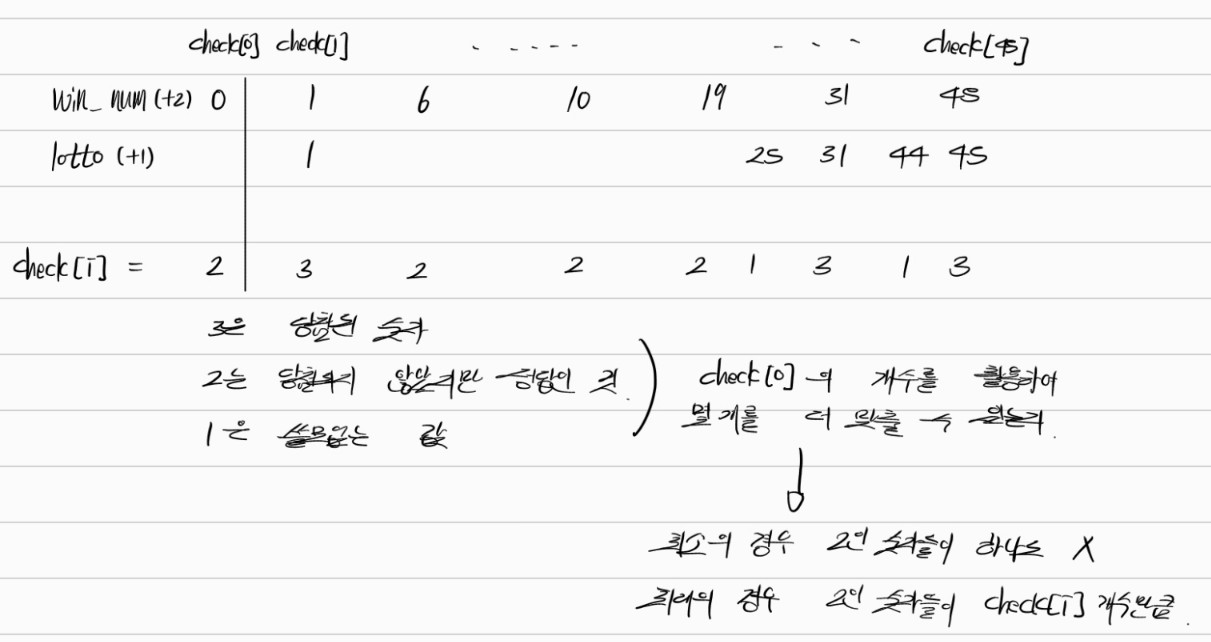 check[0] check[1] . . . . . - - - check[45]
win_num (+2) 0 1 6 10 19 31 45
lotto (+1) 1 25 31 44 45
check[i] = 2 3 2 2 2 1 3 1 3
3은 당첨된 숫자
2는 당첨되지 않았지만 정답인 것.
1은 쓸모없는 값
check[0]의 개수를 활용하여
몇 개를 더 맞출 수 있는가.
최소의 경우 2인 숫자들이 하나도 X
최대의 경우 2인 숫자들이 check[i] 개수만큼.